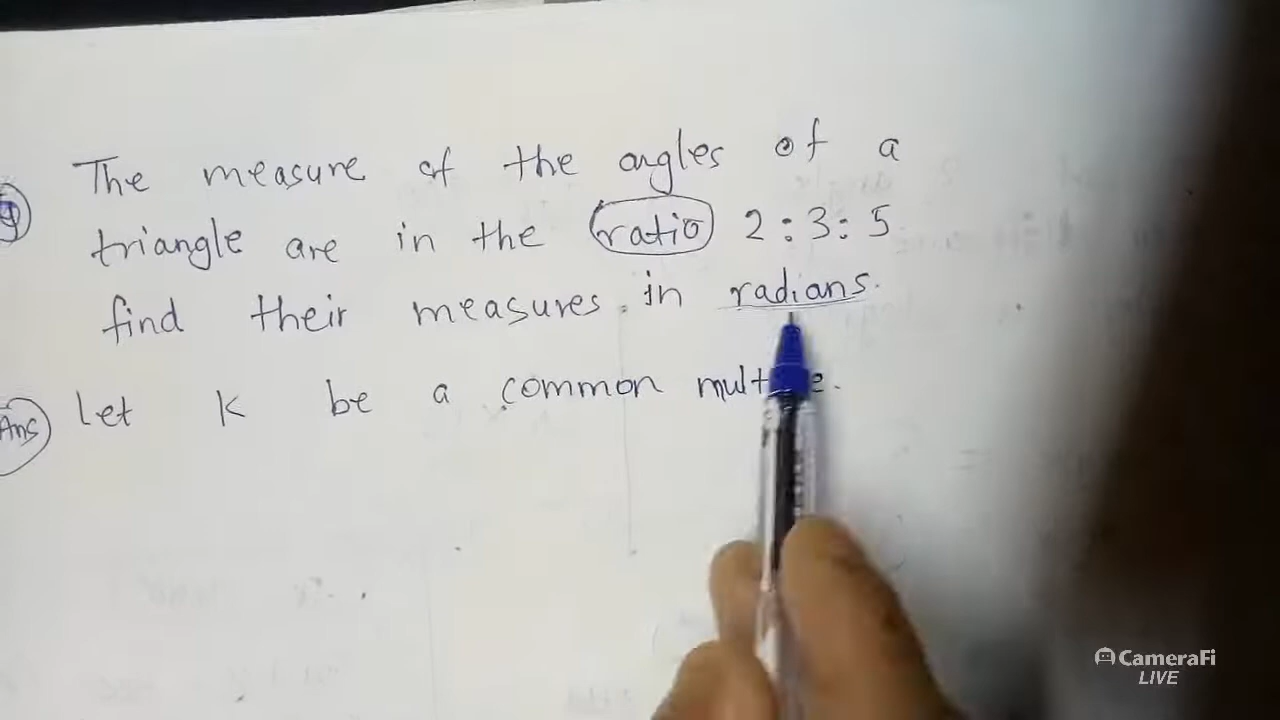 The measure of the angles of a
triangle are in the ratio 2:3:5
find their measures. in radians.
Ans Let K be a common
CameraFi
LIVE